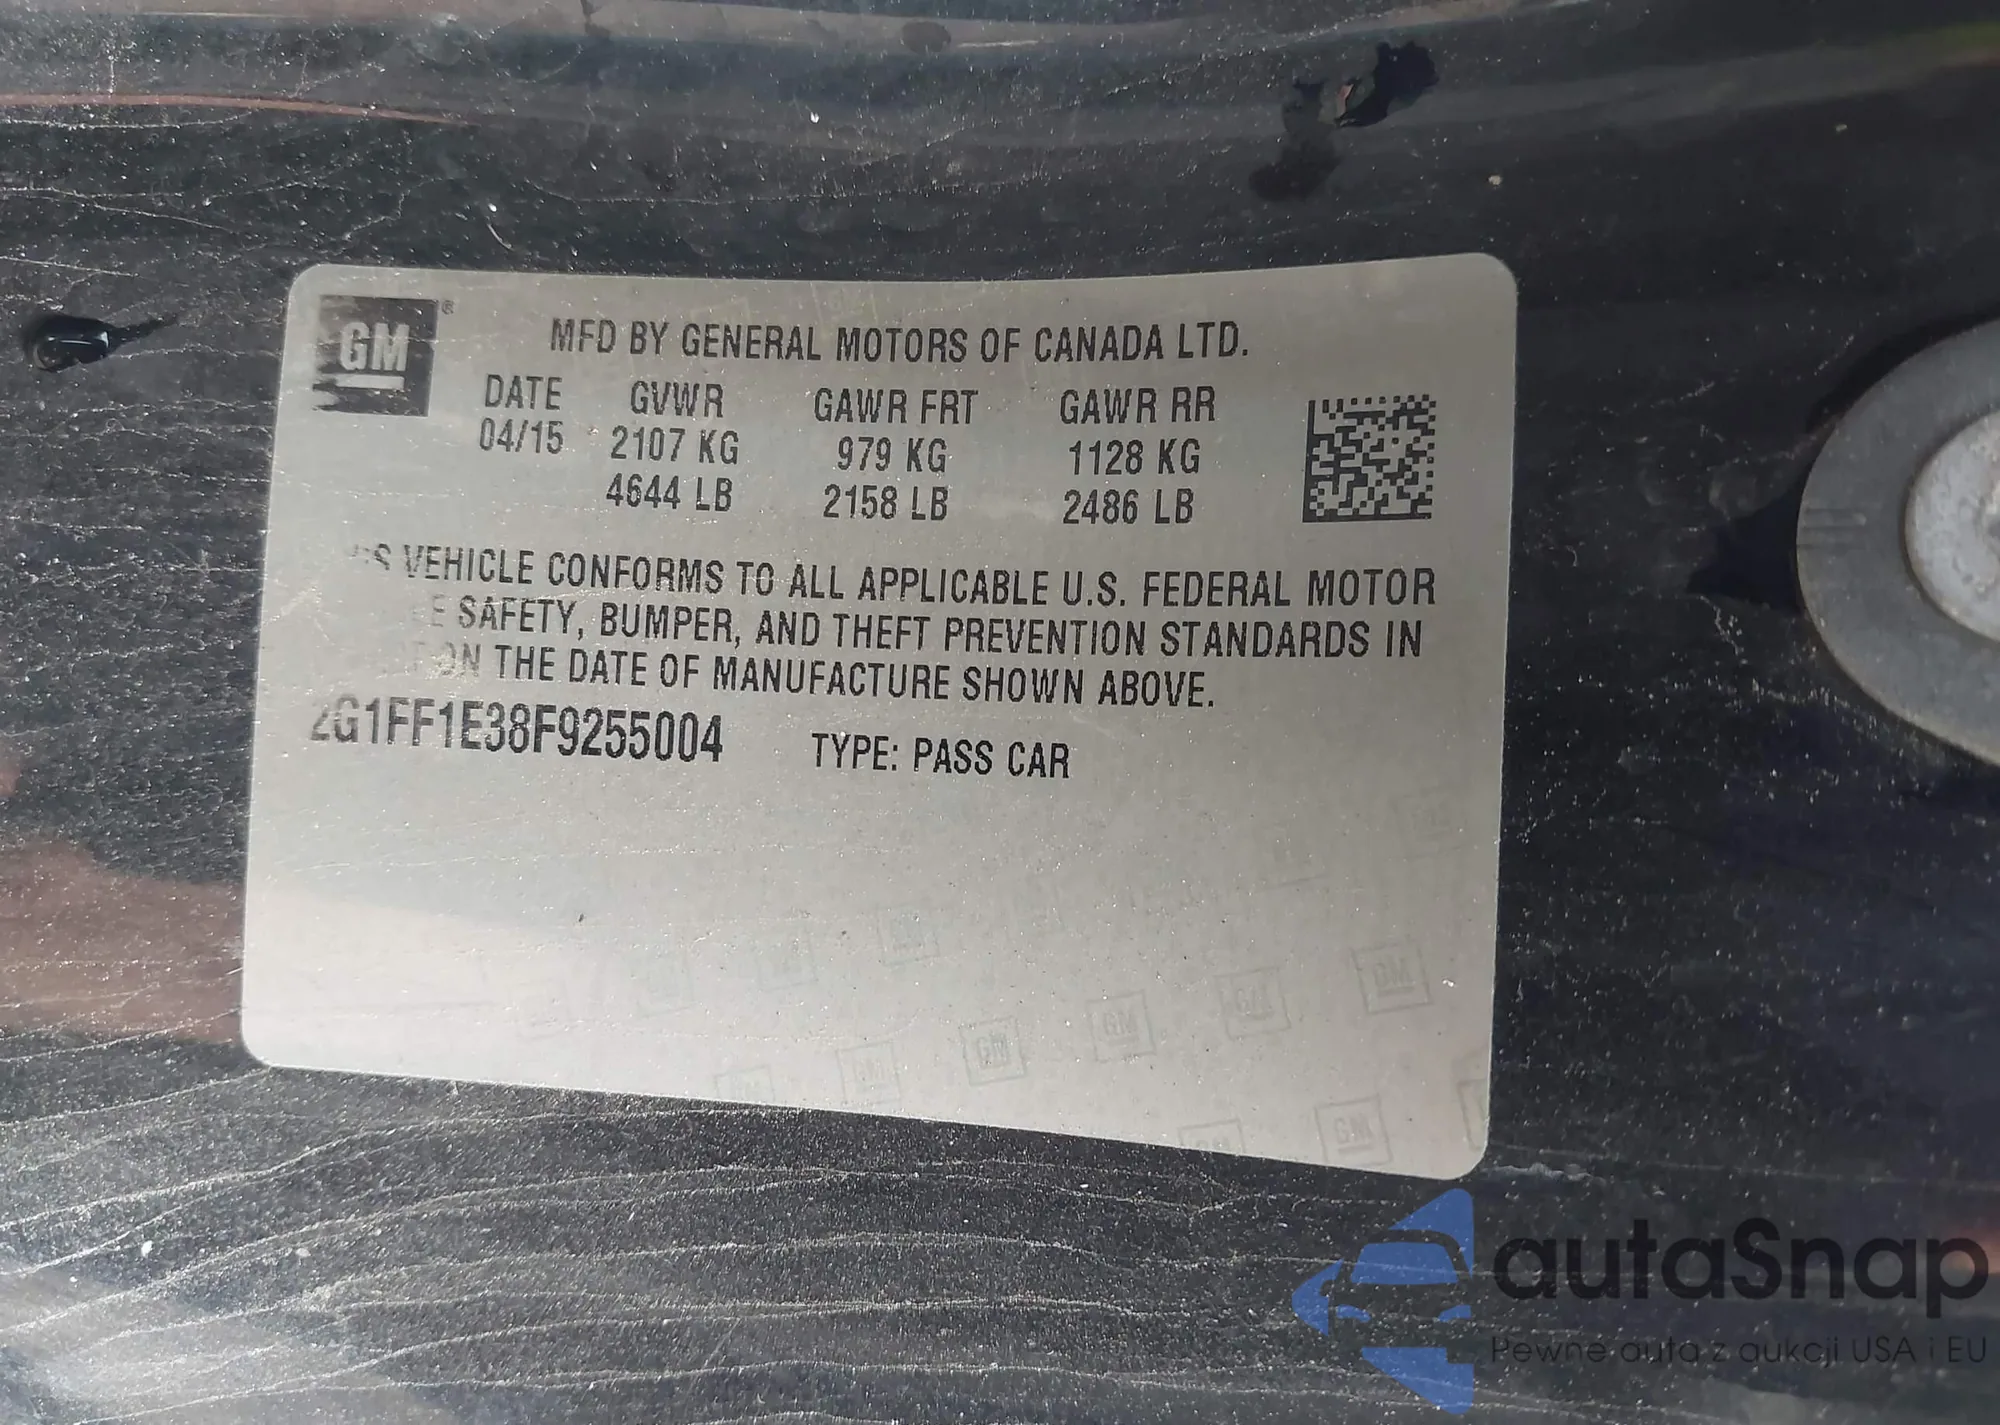 GM
MFD BY GENERAL MOTORS OF CANADA LTD.
DATE GVWR GAWR FRT GAWR RR
04/15 2107 KG 979 KG 1128 KG
4644 LB 2158 LB 2486 LB
VEHICLE CONFORMS TO ALL APPLICABLE U.S. FEDERAL MOTOR
SAFETY, BUMPER, AND THEFT PREVENTION STANDARDS IN
ON THE DATE OF MANUFACTURE SHOWN ABOVE.
2G1FF1E38F9255004 TYPE: PASS CAR
autaSnap
Pewne auta z aukcji USA i EU